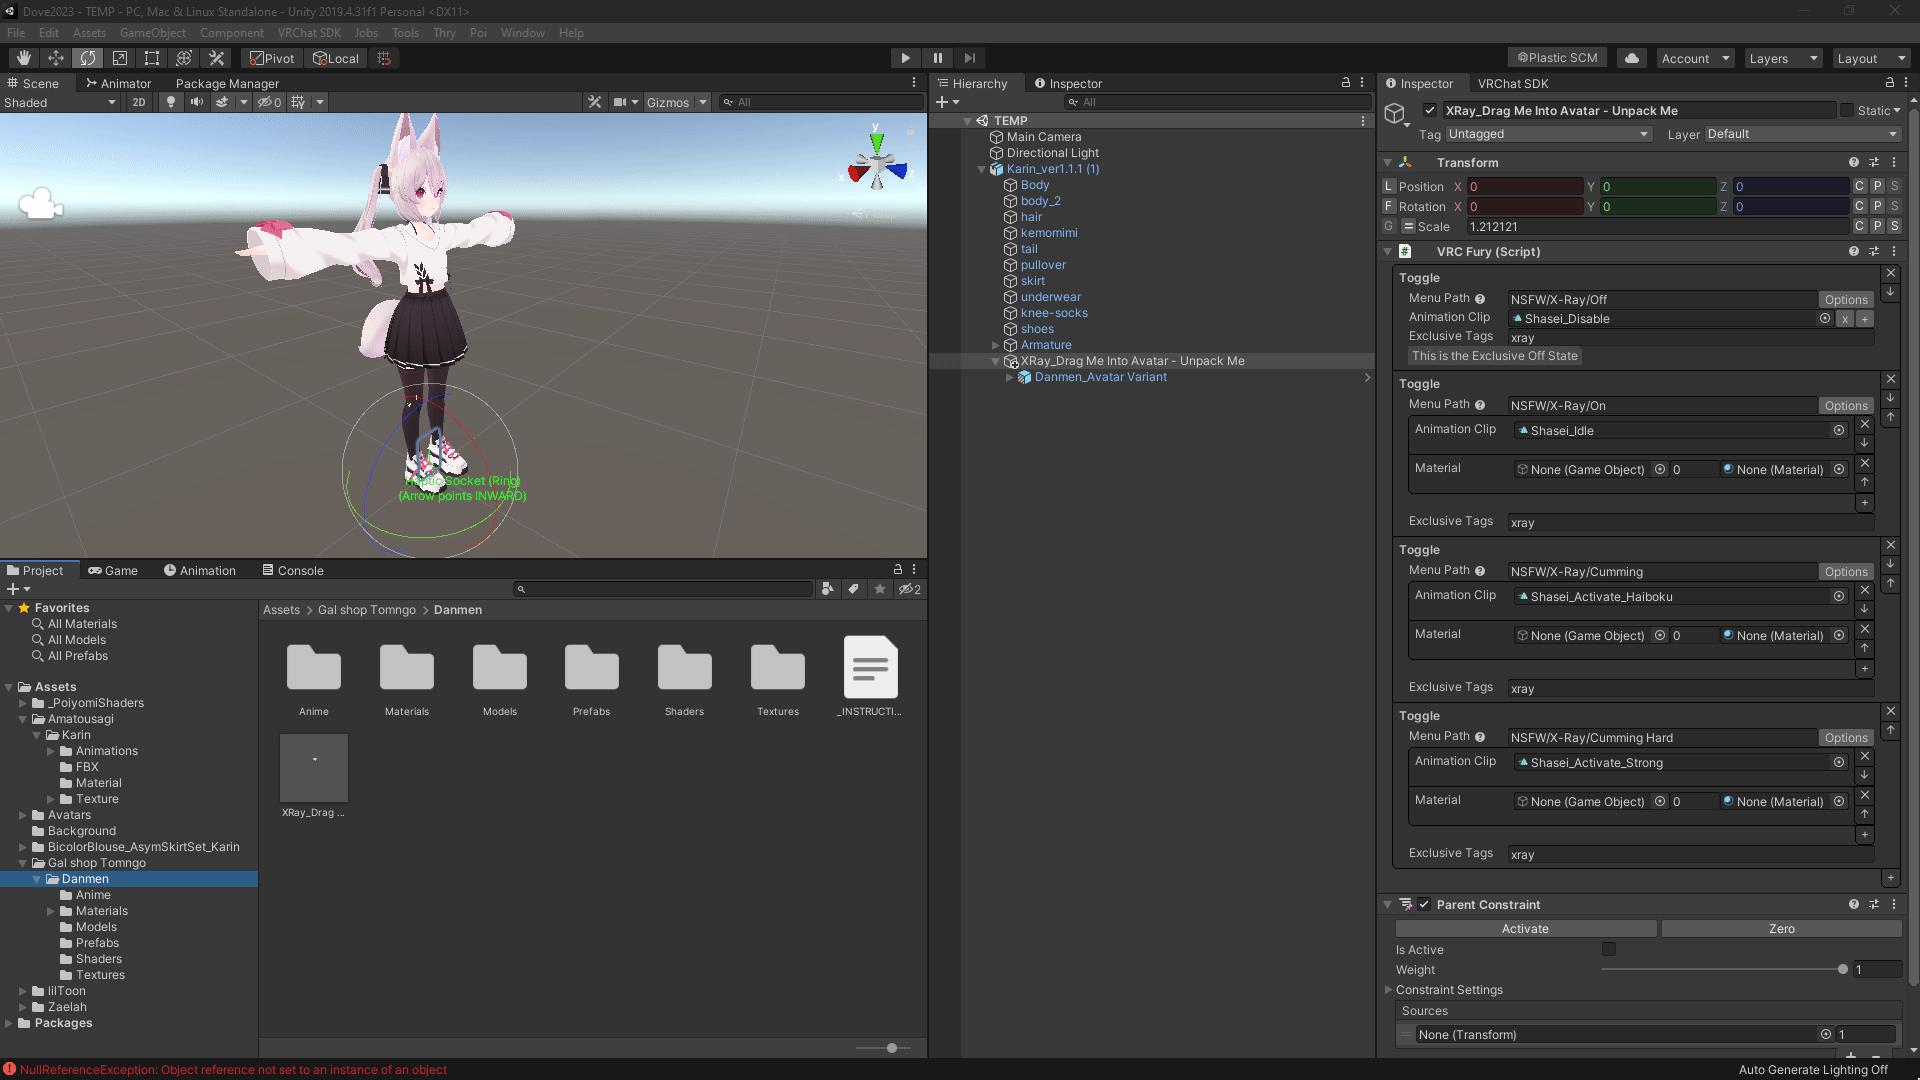 Dove2023 - TEMP - PC, Mac & Linux Standalone - Unity 2019.4.31f1 Personal <DX11>
File Edit Assets GameObject Component VRChat SDK Jobs Tools Thry Poi Window Help
Pivot Local Plastic SCM Account Layers Layout
Scene Animator Package Manager
Shaded 2D 0 Gizmos All
y
x
z
Persp
Haptic Socket (Ring)
(Arrow points INWARD)
Hierarchy Inspector
All
TEMP
Main Camera
Directional Light
Karin_ver1.1.1 (1)
Body
body_2
hair
kemomimi
tail
pullover
skirt
underwear
knee-socks
shoes
Armature
XRay_Drag Me Into Avatar - Unpack Me
Danmen_Avatar Variant
Project Game Animation Console
2
Favorites
All Materials
All Models
All Prefabs
Assets
_PoiyomiShaders
Amatousagi
Karin
Animations
FBX
Material
Texture
Avatars
Background
BicolorBlouse_AsymSkirtSet_Karin
Gal shop Tomngo
Danmen
Anime
Materials
Models
Prefabs
Shaders
Textures
lilToon
Zaelah
Packages
Assets > Gal shop Tomngo > Danmen
Anime Materials Models Prefabs Shaders Textures _INSTRUCTI...
XRay_Drag ...
Inspector VRChat SDK
XRay_Drag Me Into Avatar - Unpack Me Static
Tag Untagged Layer Default
Transform
L Position X 0 Y 0 Z 0 C P S
F Rotation X 0 Y 0 Z 0 C P S
G = Scale 1.212121 C P S
# VRC Fury (Script)
Toggle
Menu Path NSFW/X-Ray/Off Options
Animation Clip Shasei_Disable x +
Exclusive Tags xray
This is the Exclusive Off State
Toggle
Menu Path NSFW/X-Ray/On Options
Animation Clip Shasei_Idle
Material None (Game Object) 0 None (Material)
+
Exclusive Tags xray
Toggle
Menu Path NSFW/X-Ray/Cumming Options
Animation Clip Shasei_Activate_Haiboku
Material None (Game Object) 0 None (Material)
+
Exclusive Tags xray
Toggle
Menu Path NSFW/X-Ray/Cumming Hard Options
Animation Clip Shasei_Activate_Strong
Material None (Game Object) 0 None (Material)
+
Exclusive Tags xray
+
Parent Constraint
Activate Zero
Is Active
Weight 1
Constraint Settings
Sources
None (Transform) 1
NullReferenceException: Object reference not set to an instance of an object
Auto Generate Lighting Off